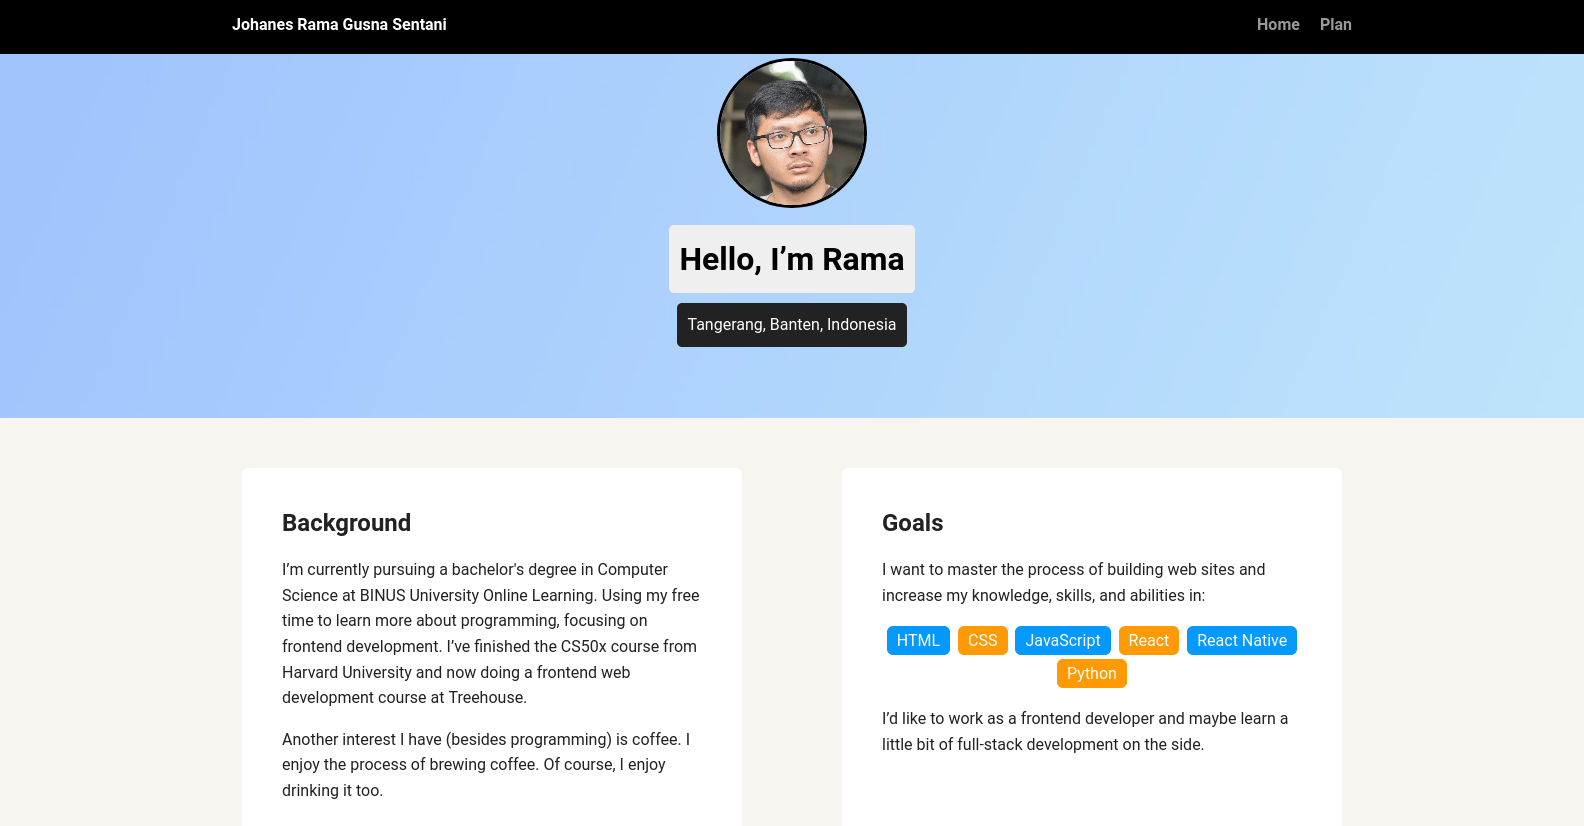 Johanes Rama Gusna Sentani
Home Plan
Hello, I’m Rama
Tangerang, Banten, Indonesia
Background
I’m currently pursuing a bachelor's degree in Computer
Science at BINUS University Online Learning. Using my free
time to learn more about programming, focusing on
frontend development. I’ve finished the CS50x course from
Harvard University and now doing a frontend web
development course at Treehouse.
Another interest I have (besides programming) is coffee. I
enjoy the process of brewing coffee. Of course, I enjoy
drinking it too.
Goals
I want to master the process of building web sites and
increase my knowledge, skills, and abilities in:
HTML CSS JavaScript React React Native
Python
I’d like to work as a frontend developer and maybe learn a
little bit of full-stack development on the side.